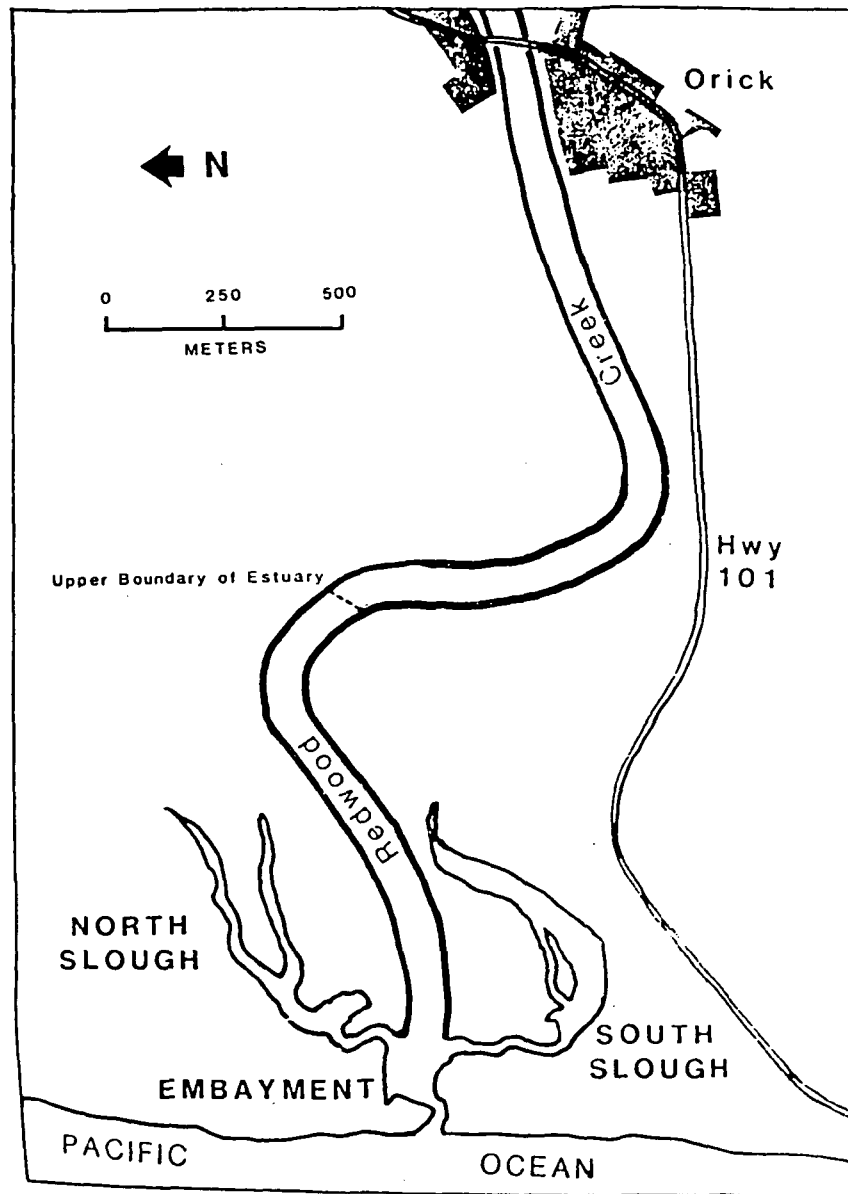 Orick
N
0 250 500
METERS
Creek
Hwy
101
Upper Boundary of Estuary
Redwood
NORTH
SLOUGH
SOUTH
SLOUGH
EMBAYMENT
PACIFIC
OCEAN